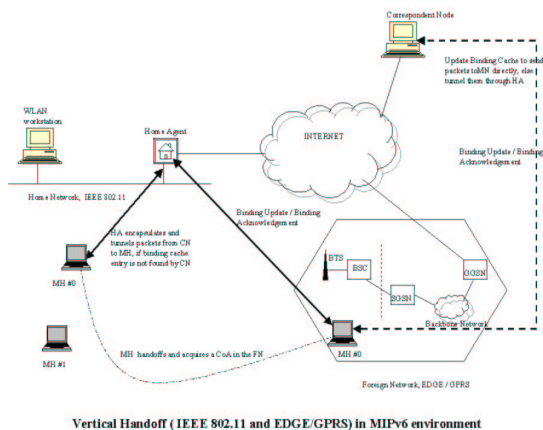 Correspondent Node
Update Binding Cache to send
packets to MN directly, else
tunnel them through HA
WLAN
workstation
Home Agent
INTERNET
Binding Update / Binding
Acknowledgement
Home Network, IEEE 802.11
Binding Update / Binding
Acknowledgement
HA encapsulates and
tunnels packets from CN
to MH, if binding cache
entry is not found by CN
BTS
BSC
GGSN
SGSN
Backbone Network
MH #0
MH #0
MH #1
MH handoffs and acquires a CoA in the FN
Foreign Network, EDGE / GPRS
Vertical Handoff ( IEEE 802.11 and EDGE/GPRS) in MIPv6 environment